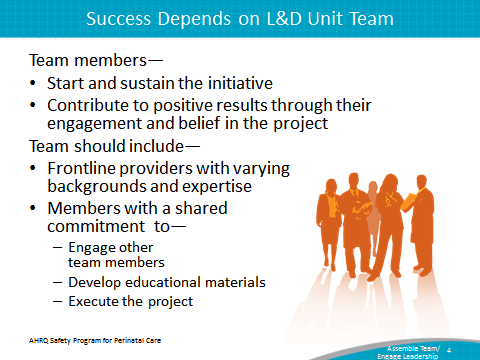 Success Depends on L&D Unit Team
Team members—
• Start and sustain the initiative
• Contribute to positive results through their
engagement and belief in the project
Team should include—
• Frontline providers with varying
backgrounds and expertise
• Members with a shared
commitment to—
– Engage other
team members
– Develop educational materials
– Execute the project
AHRQ Safety Program for Perinatal Care
Assemble Team/
Engage Leadership
4